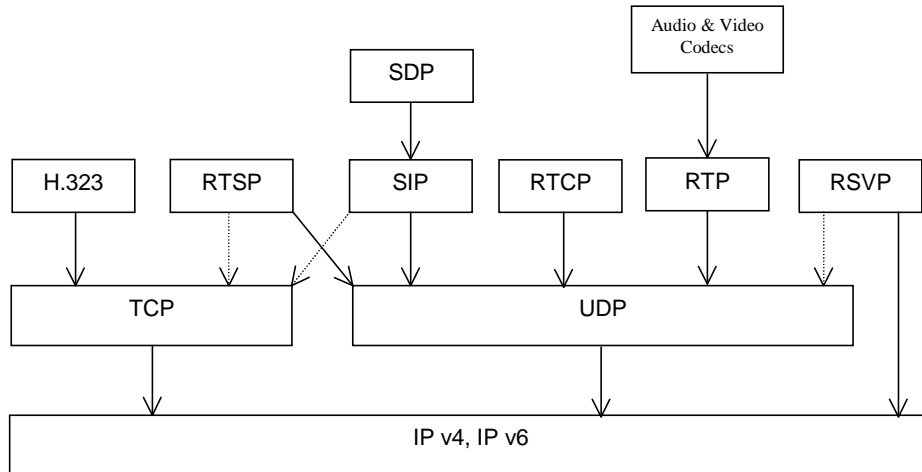 Audio & Video
Codecs
SDP
H.323
RTSP
SIP
RTCP
RTP
RSVP
TCP
UDP
IP v4, IP v6